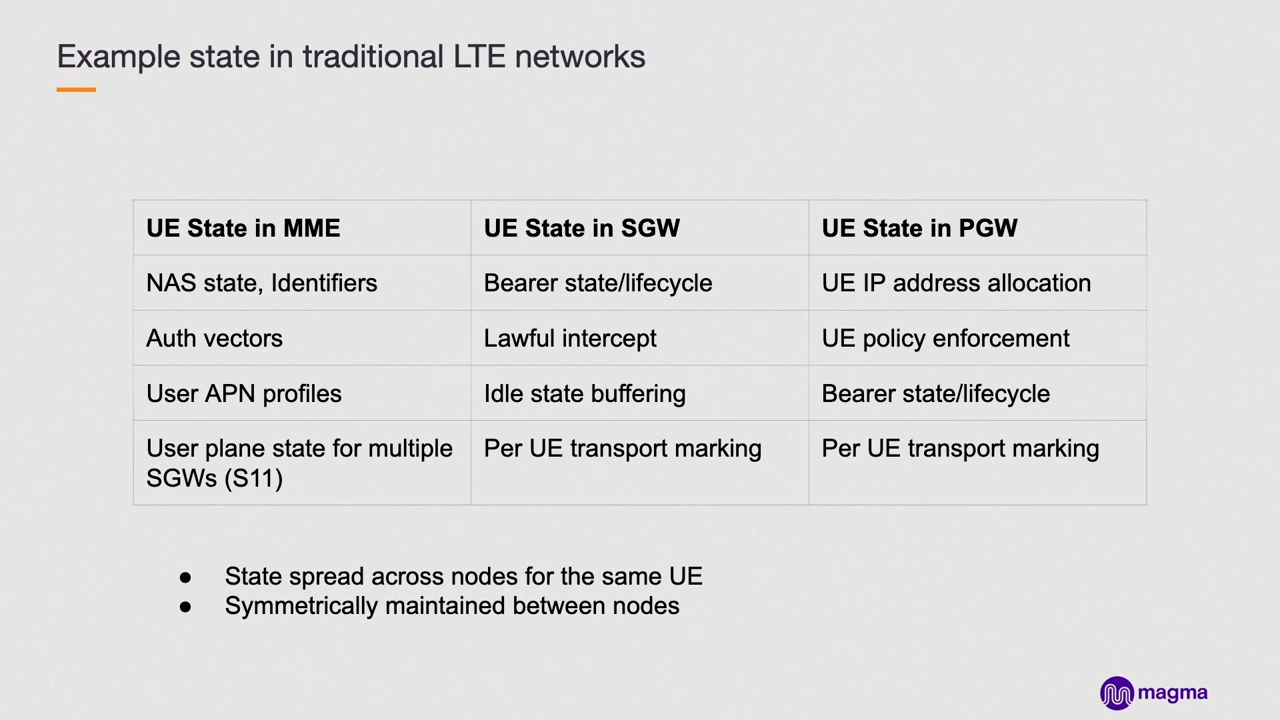 Example state in traditional LTE networks
UE State in MME
UE State in SGW
UE State in PGW
NAS state, Identifiers
Bearer state/lifecycle
UE IP address allocation
Auth vectors
Lawful intercept
UE policy enforcement
User APN profiles
Idle state buffering
Bearer state/lifecycle
User plane state for multiple
SGWs (S11)
Per UE transport marking
Per UE transport marking
● State spread across nodes for the same UE
● Symmetrically maintained between nodes
magma